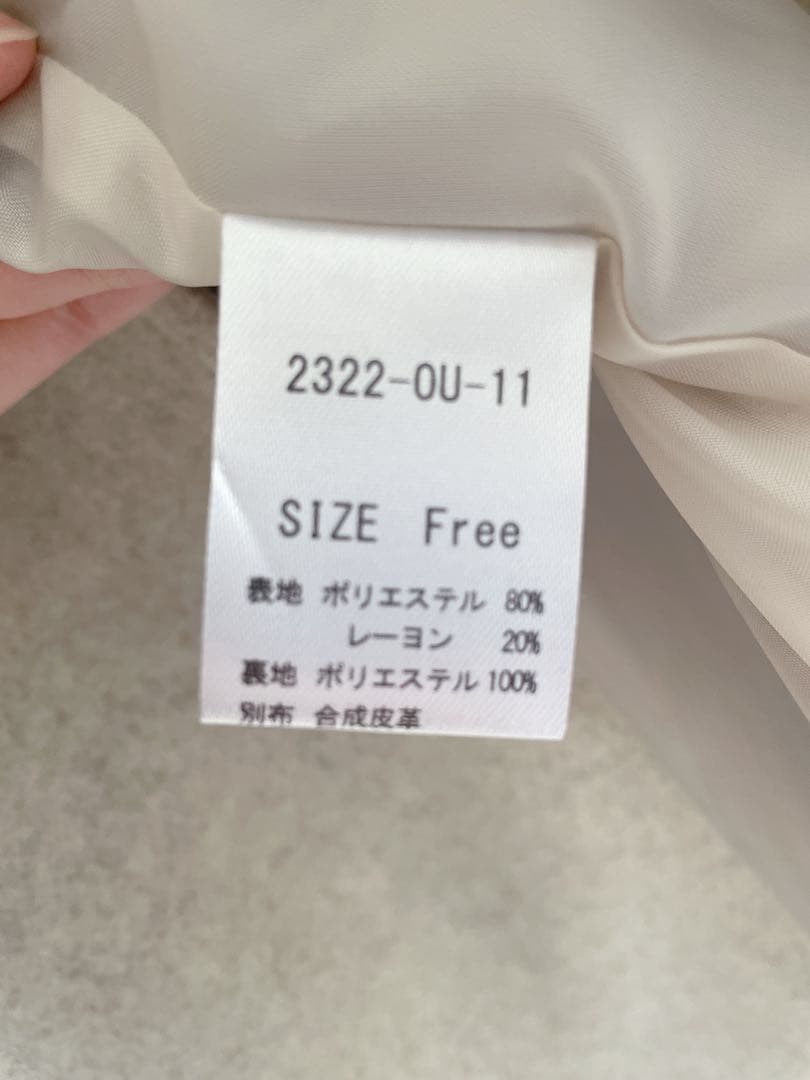 2322-OU-11
SIZE Free
表地 ポリエステル 80%
レーヨン 20%
裏地 ポリエステル 100%
別布 合成皮革